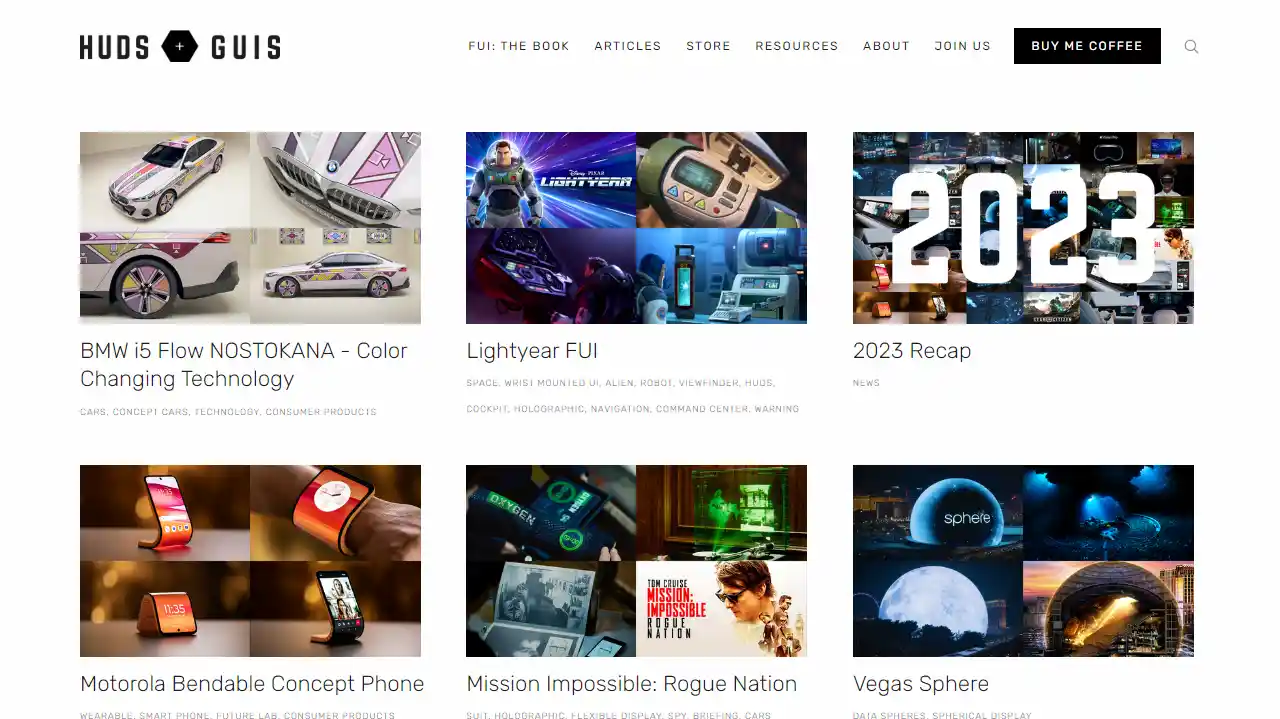 HUDS + GUIS
FUI: THE BOOK ARTICLES STORE RESOURCES ABOUT JOIN US BUY ME COFFEE
Disney PIXAR
LIGHTYEAR
2023
BMW i5 Flow NOSTOKANA - Color
Changing Technology
CARS, CONCEPT CARS, TECHNOLOGY, CONSUMER PRODUCTS
Lightyear FUI
SPACE, WRIST MOUNTED UI, ALIEN, ROBOT, VIEWFINDER, HUDS,
COCKPIT, HOLOGRAPHIC, NAVIGATION, COMMAND CENTER, WARNING
2023 Recap
NEWS
11:35
11:35
OXYGEN
OXYGEN
TOM CRUISE
MISSION:
IMPOSSIBLE
ROGUE
NATION
sphere
Motorola Bendable Concept Phone
WEARABLE, SMART PHONE, FUTURE LAB, CONSUMER PRODUCTS
Mission Impossible: Rogue Nation
SUIT, HOLOGRAPHIC, FLEXIBLE DISPLAY, SPY, BRIEFING, CARS
Vegas Sphere
DATA SPHERES, SPHERICAL DISPLAY